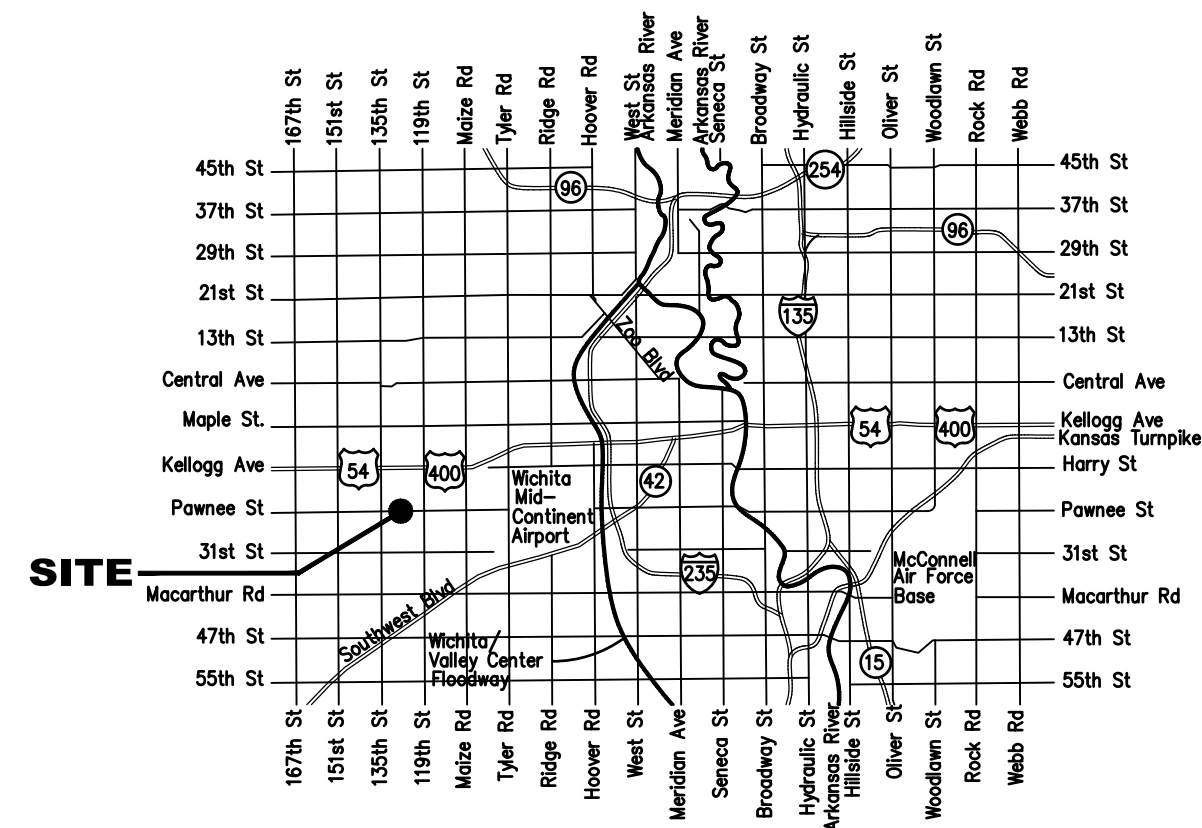 167th St
151st St
135th St
119th St
Maize Rd
Tyler Rd
Ridge Rd
Hoover Rd
West St
Arkansas River
Meridian Ave
Arkansas River
Seneca St
Broadway St
Hydraulic St
Hillside St
Oliver St
Woodlawn St
Rock Rd
Webb Rd
45th St
254
45th St
96
37th St
37th St
96
29th St
29th St
21st St
21st St
135
13th St
Zoo Blvd
13th St
Central Ave
Central Ave
Maple St.
54
400
Kellogg Ave
Kansas Turnpike
Kellogg Ave
54
400
Harry St
Wichita
Mid-
Continent
Airport
42
Pawnee St
Pawnee St
31st St
31st St
SITE
235
McConnell
Air Force
Base
Macarthur Rd
Macarthur Rd
Southwest Blvd
47th St
47th St
Wichita/
Valley Center
Floodway
15
55th St
55th St
167th St
151st St
135th St
119th St
Maize Rd
Tyler Rd
Ridge Rd
Hoover Rd
West St
Meridian Ave
Seneca St
Broadway St
Hydraulic St
Arkansas River
Hillside St
Oliver St
Woodlawn St
Rock Rd
Webb Rd